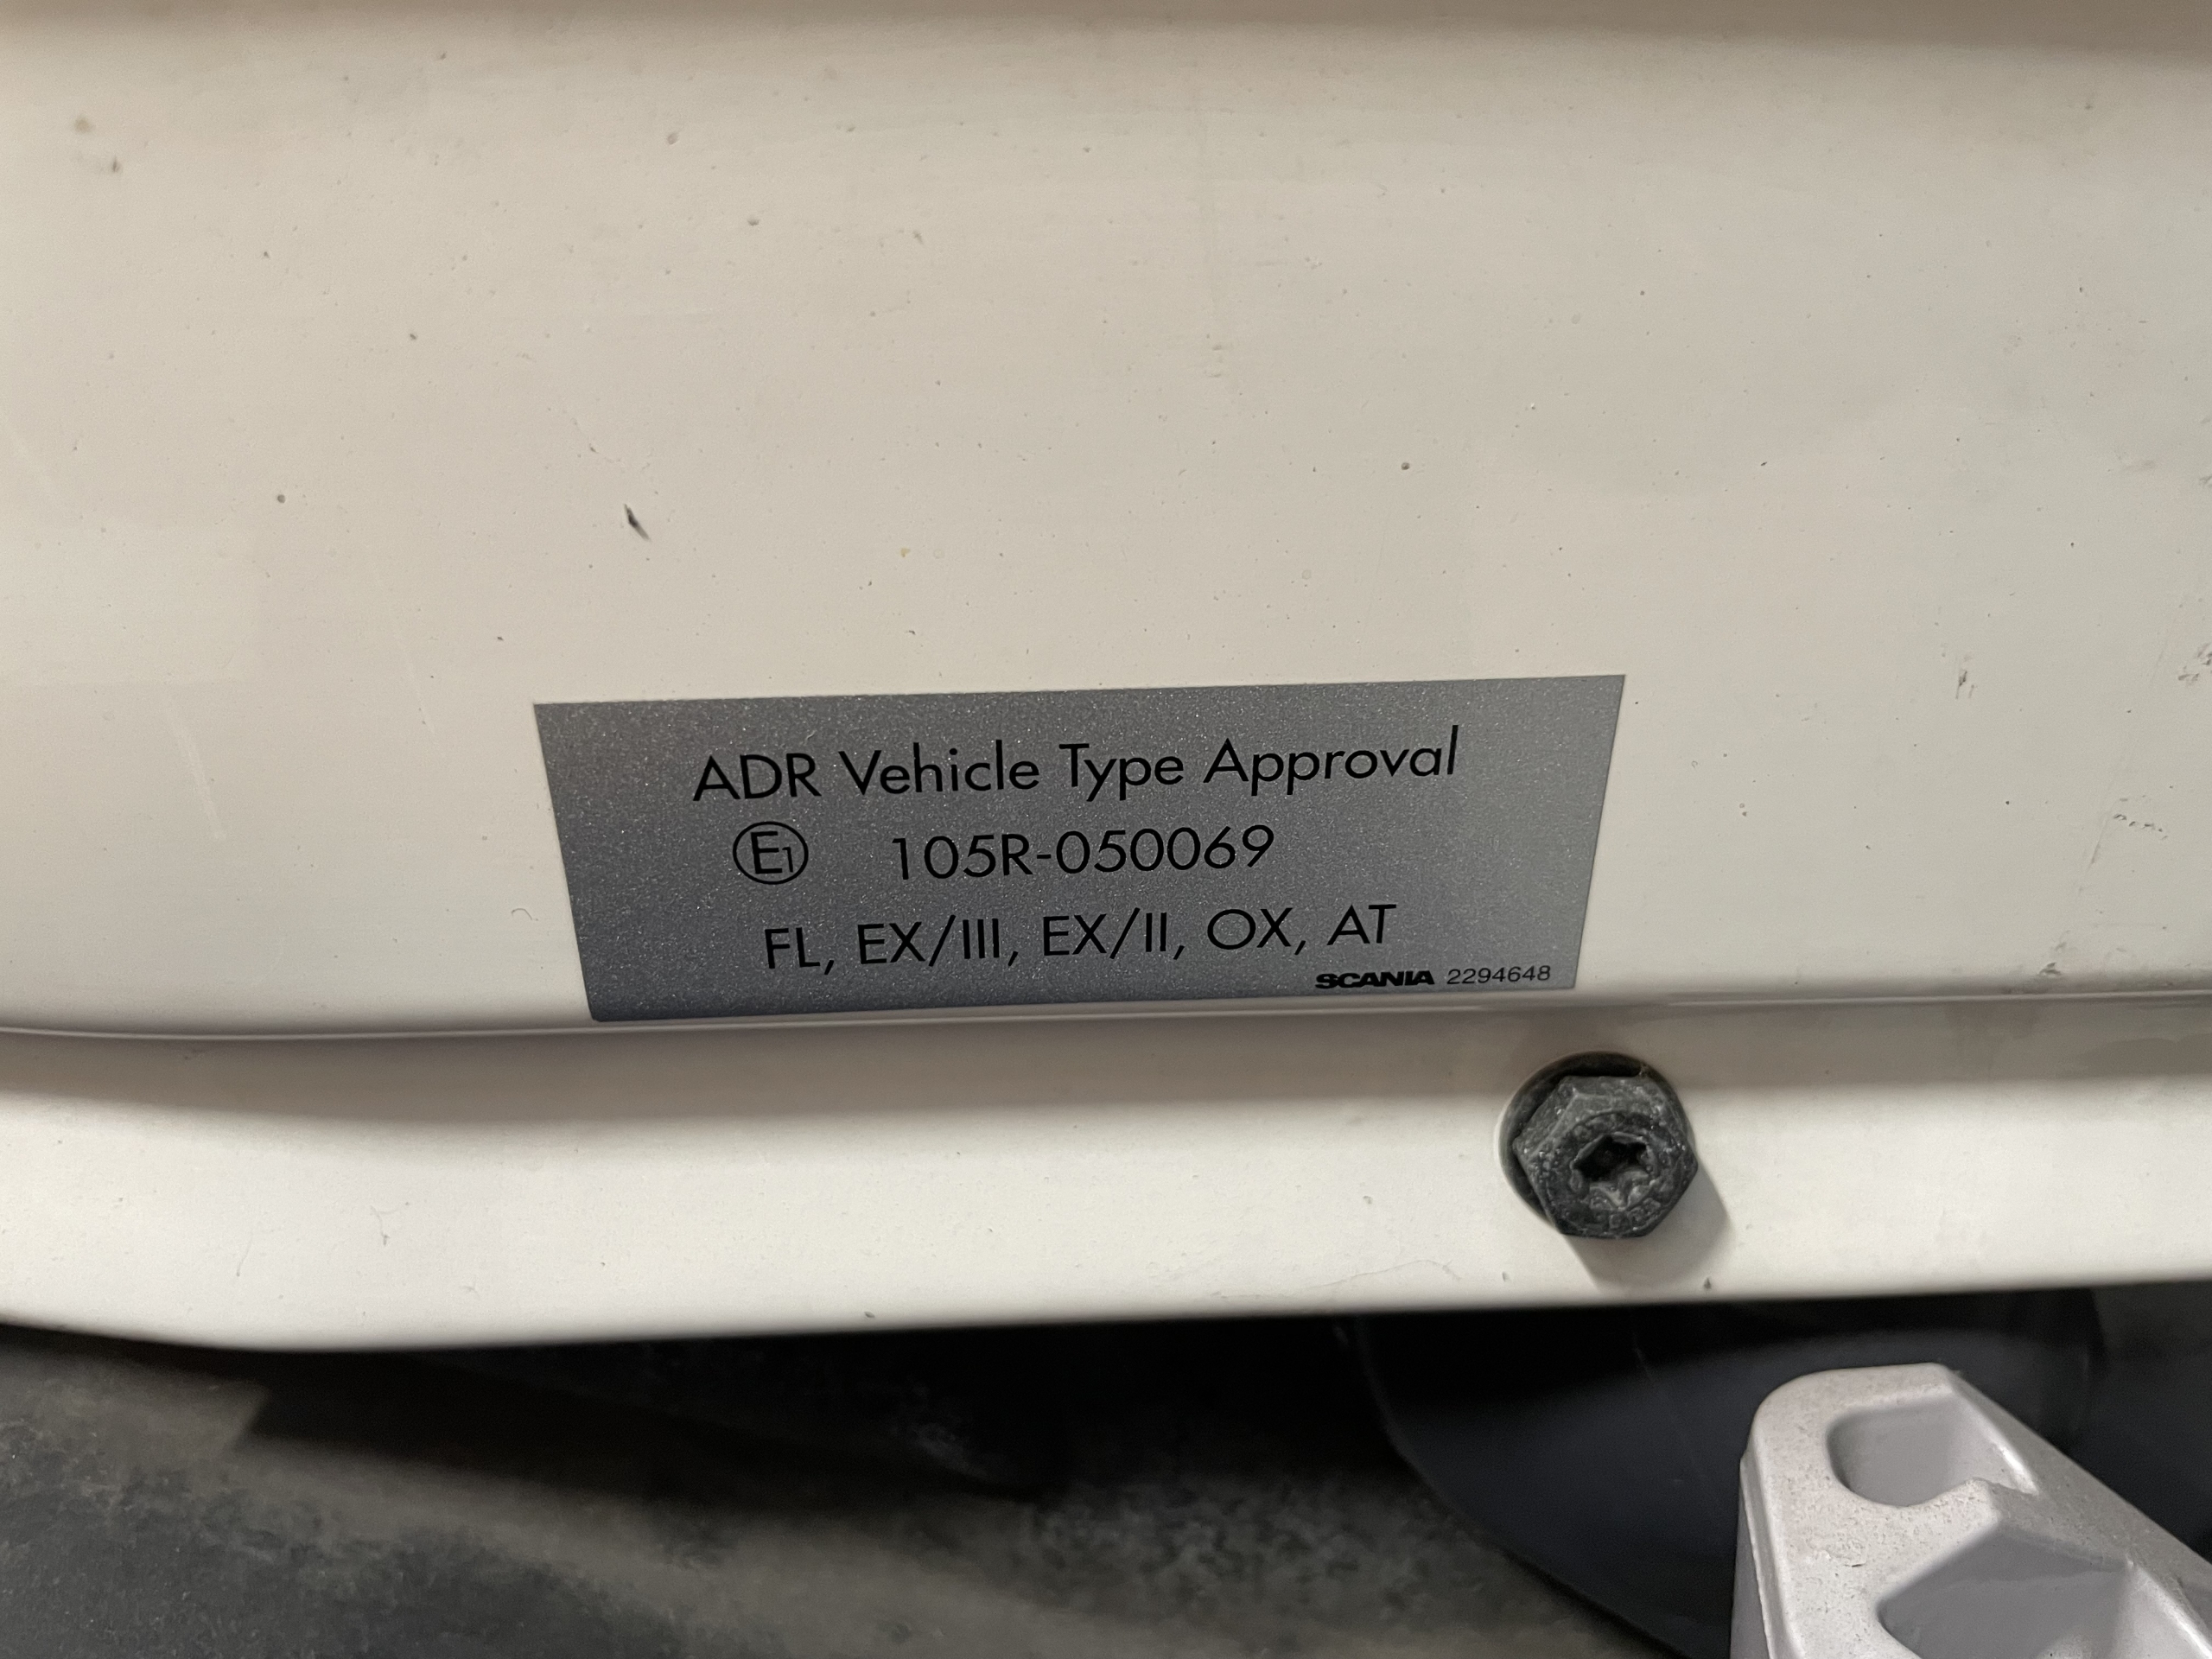 ADR Vehicle Type Approval
E1 105R-050069
FL, EX/III, EX/II, OX, AT
SCANIA 2294648